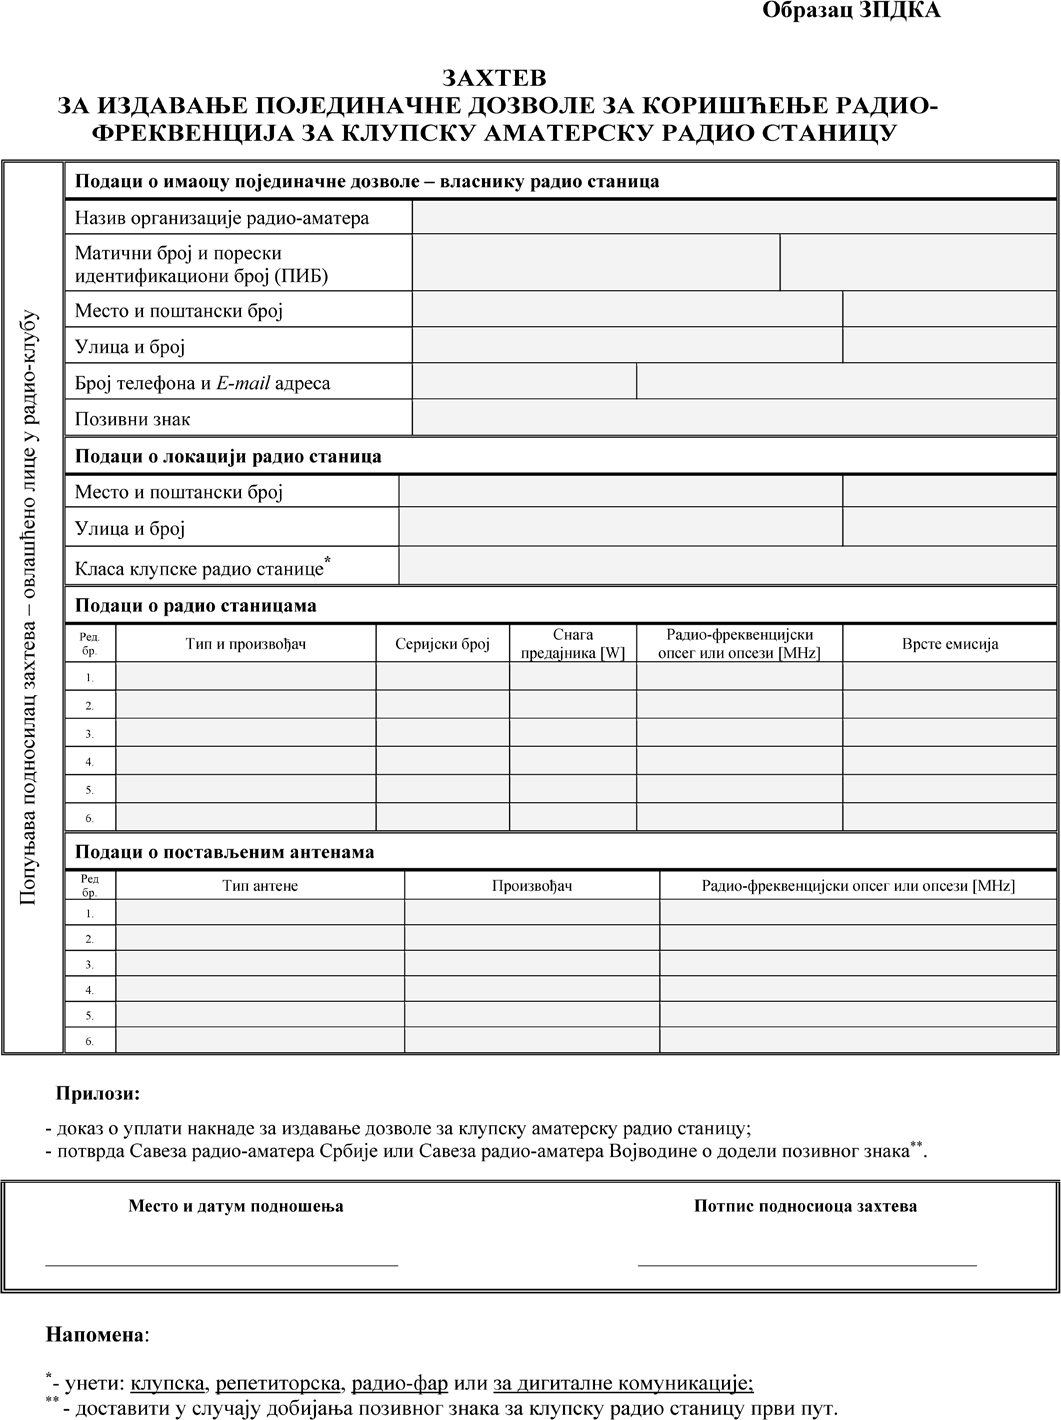 Образац ЗПДКА
ЗАХТЕВ
ЗА ИЗДАВАЊЕ ПОЈЕДИНАЧНЕ ДОЗВОЛЕ ЗА КОРИШЋЕЊЕ РАДИО-
ФРЕКВЕНЦИЈА ЗА КЛУПСКУ АМАТЕРСКУ РАДИО СТАНИЦУ
Попуњава подносилац захтева – овлашћено лице у радио-клубу
Подаци о имаоцу појединачне дозволе – власнику радио станица
Назив организације радио-аматера
Матични број и порески
идентификациони број (ПИБ)
Место и поштански број
Улица и број
Број телефона и E-mail адреса
Позивни знак
Подаци о локацији радио станица
Место и поштански број
Улица и број
Класа клупске радио станице*
Подаци о радио станицама
Ред. бр. Тип и произвођач Серијски број Снага предајника [W] Радио-фреквенцијски опсег или опсези [MHz] Врсте емисија
1.
2.
3.
4.
5.
6.
Подаци о постављеним антенама
Ред бр. Тип антене Произвођач Радио-фреквенцијски опсег или опсези [MHz]
1.
2.
3.
4.
5.
6.
Прилози:
- доказ о уплати накнаде за издавање дозволе за клупску аматерску радио станицу;
- потврда Савеза радио-аматера Србије или Савеза радио-аматера Војводине о додели позивног знака**.
Место и датум подношења Потпис подносиоца захтева
Напомена:
*- унети: клупска, репетиторска, радио-фар или за дигиталне комуникације;
** - доставити у случају добијања позивног знака за клупску радио станицу први пут.